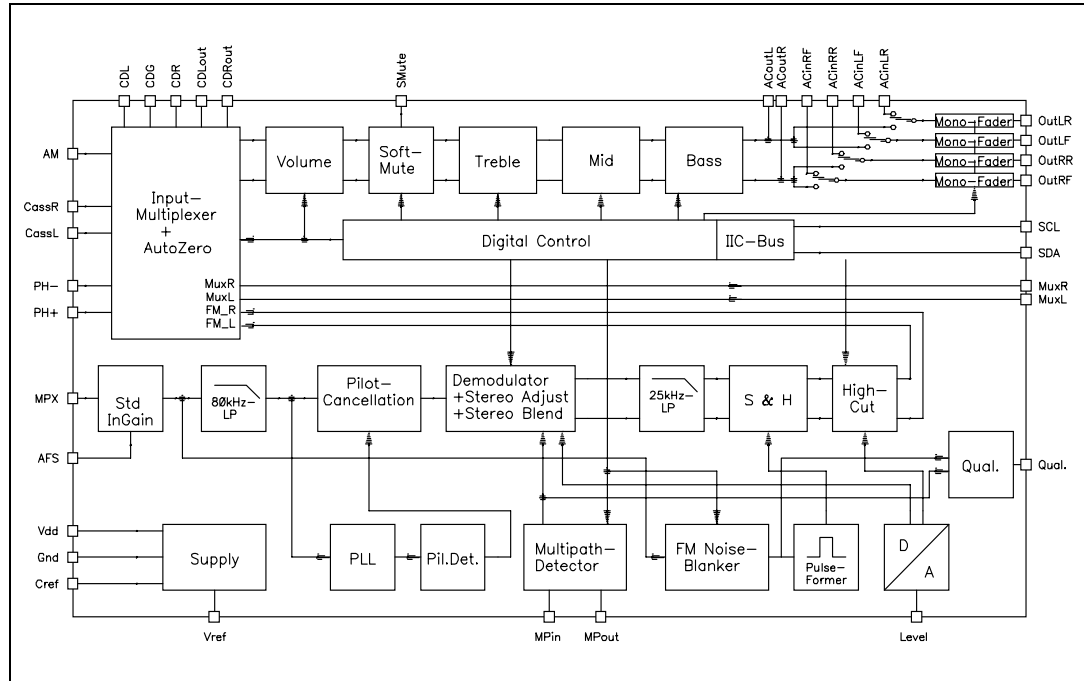 CDL
CDG
CDR
CDLout
CDRout
SMute
ACoutL
ACoutR
ACinRF
ACinRR
ACinLF
ACinLR
AM
CassR
CassL
PH-
PH+
Input-
Multiplexer
+
AutoZero
MuxR
MuxL
FM_R
FM_L
Volume
Soft-
Mute
Treble
Mid
Bass
Mono-Fader
Mono-Fader
Mono-Fader
Mono-Fader
OutLR
OutLF
OutRR
OutRF
Digital Control
IIC-Bus
SCL
SDA
MuxR
MuxL
MPX
AFS
Std
InGain
80kHz-
LP
Pilot-
Cancellation
Demodulator
+Stereo Adjust
+Stereo Blend
25kHz-
LP
S & H
High-
Cut
Qual.
Qual.
Vdd
Gnd
Cref
Supply
PLL
Pil.Det.
Multipath-
Detector
FM Noise-
Blanker
Pulse-
Former
D
A
Vref
MPin
MPout
Level